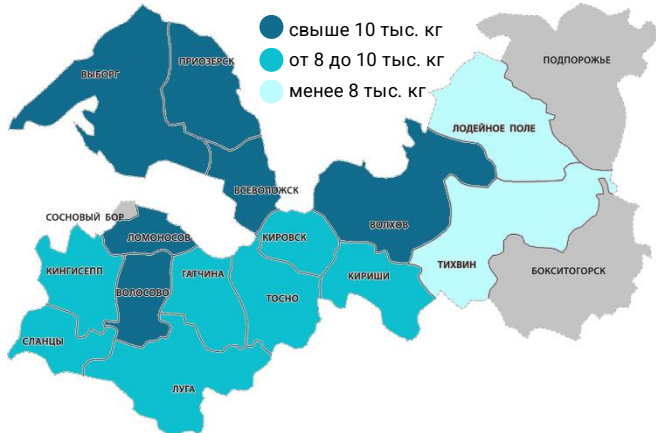 свыше 10 тыс. кг
от 8 до 10 тыс. кг
менее 8 тыс. кг
ПОДПОРОЖЬЕ
ПРИОЗЕРСК
ВЫБОРГ
ЛОДЕЙНОЕ ПОЛЕ
ВСЕВОЛОЖСК
СОСНОВЫЙ БОР
ВОЛХОВ
ЛОМОНОСОВ
КИРОВСК
КИНГИСЕПП
ГАТЧИНА
КИРИШИ
ТИХВИН
БОКСИТОГОРСК
ВОЛОСОВО
ТОСНО
СЛАНЦЫ
ЛУГА